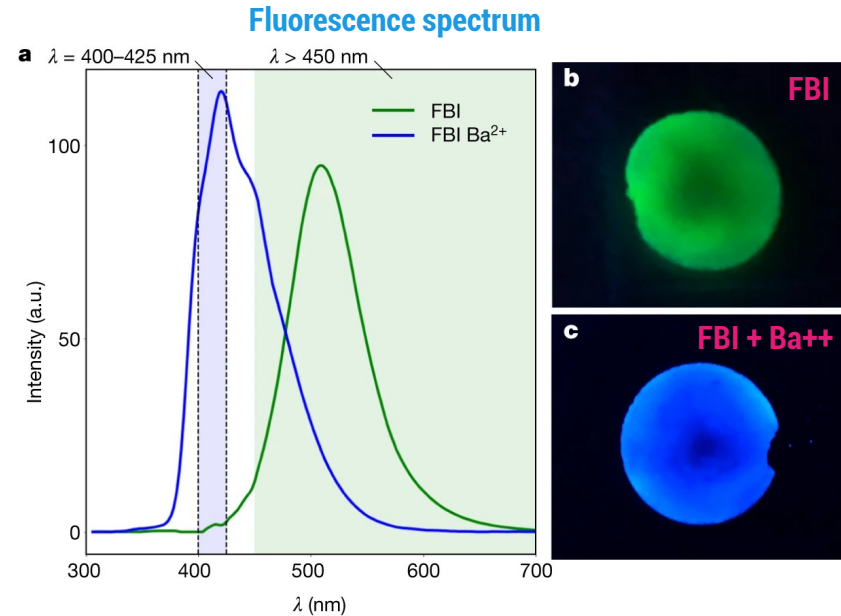 Fluorescence spectrum
a λ = 400–425 nm λ > 450 nm
FBI
FBI Ba²⁺
100
50
0
Intensity (a.u.)
300 400 500 600 700
λ (nm)
b FBI
c FBI + Ba++